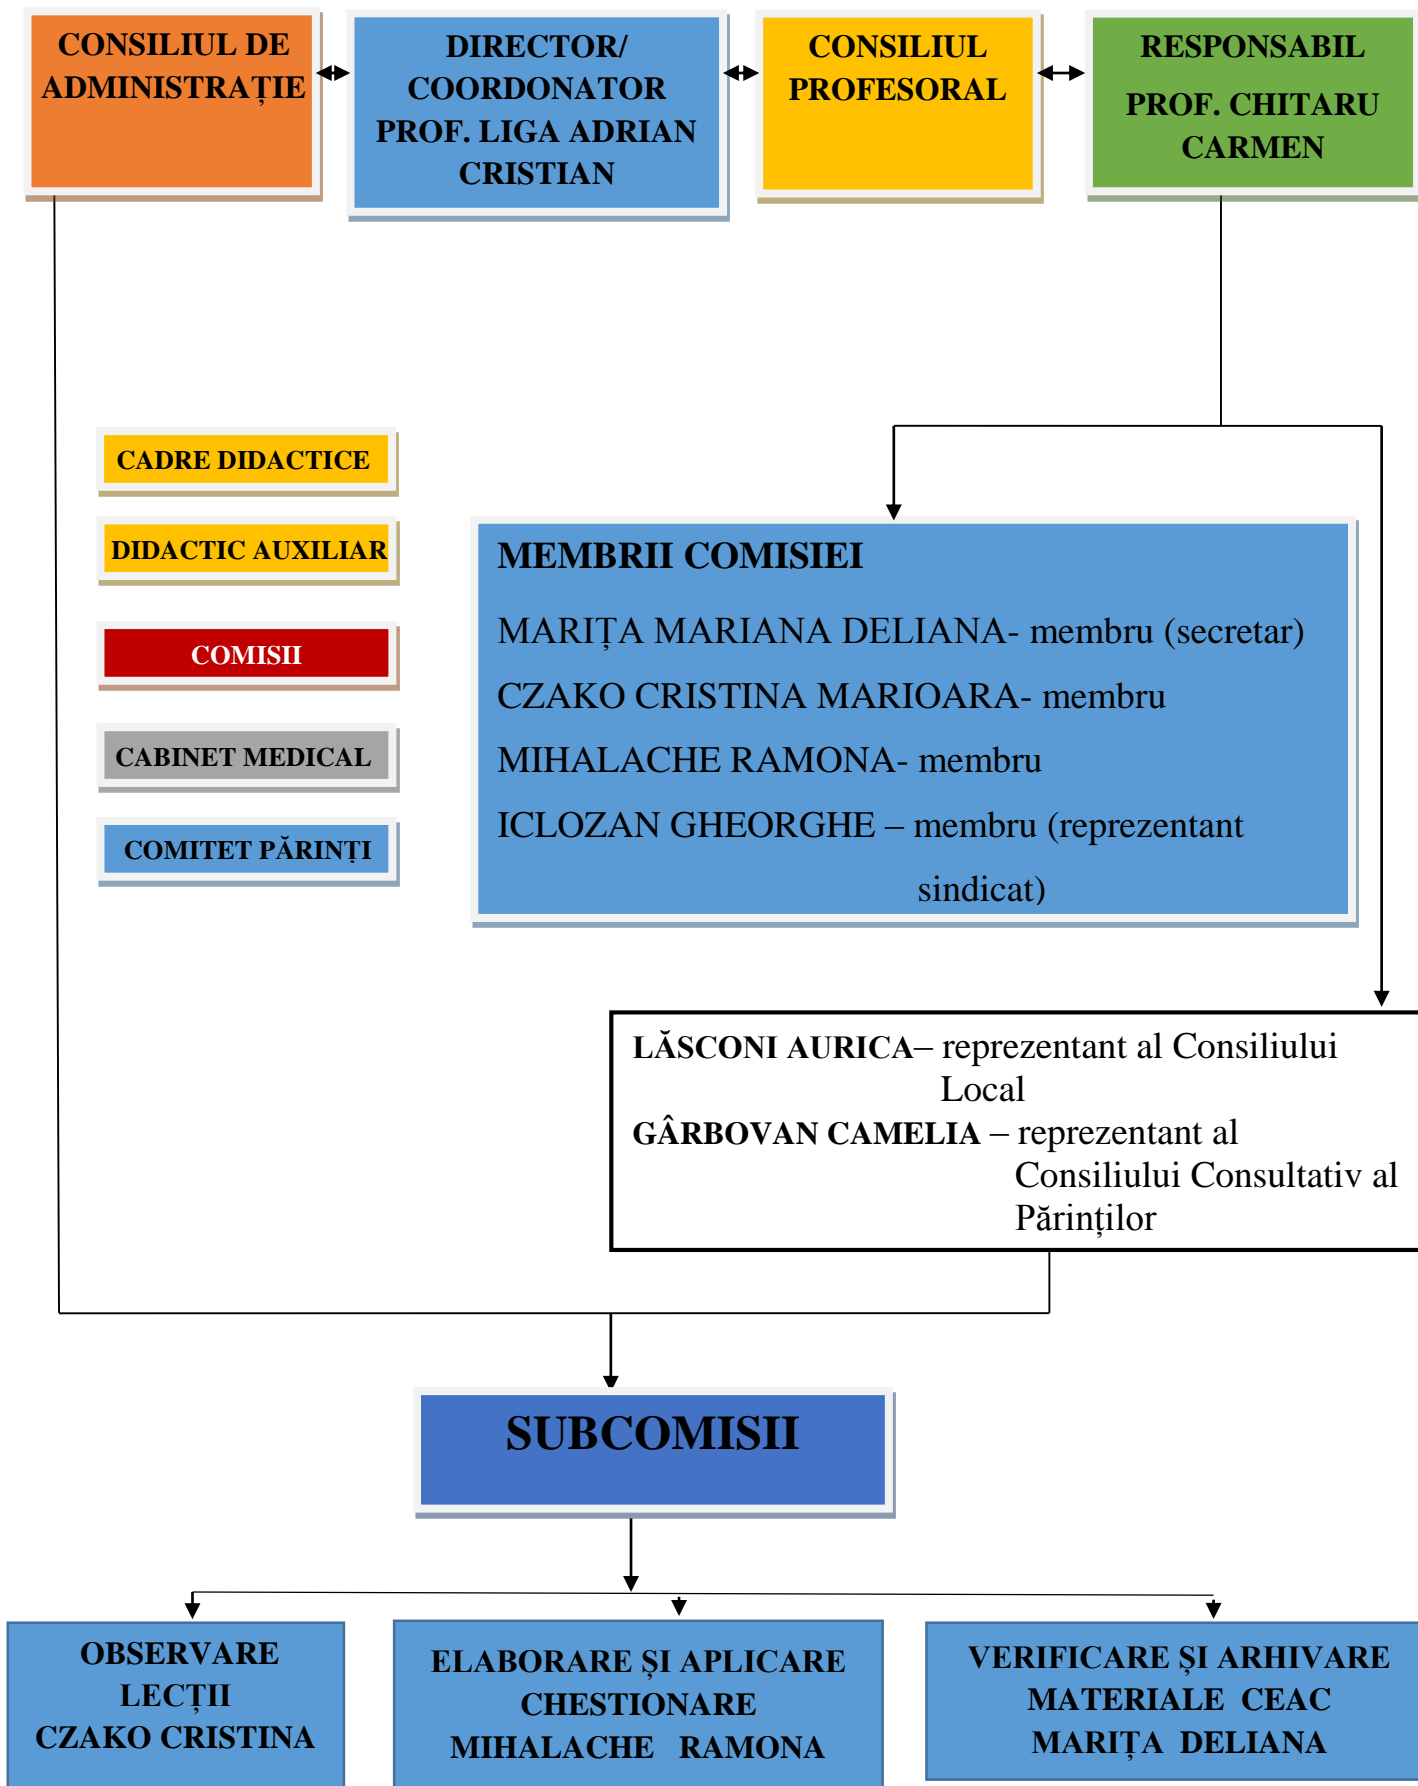 CONSILIUL DE
ADMINISTRAȚIE
DIRECTOR/
COORDONATOR
PROF. LIGA ADRIAN
CRISTIAN
CONSILIUL
PROFESORAL
RESPONSABIL
PROF. CHITARU
CARMEN
CADRE DIDACTICE
DIDACTIC AUXILIAR
COMISII
CABINET MEDICAL
COMITET PĂRINȚI
MEMBRII COMISIEI
MARIȚA MARIANA DELIANA- membru (secretar)
CZAKO CRISTINA MARIOARA- membru
MIHALACHE RAMONA- membru
ICLOZAN GHEORGHE – membru (reprezentant
sindicat)
LĂSCONI AURICA– reprezentant al Consiliului
Local
GÂRBOVAN CAMELIA – reprezentant al
Consiliului Consultativ al
Părinților
SUBCOMISII
OBSERVARE
LECȚII
CZAKO CRISTINA
ELABORARE ȘI APLICARE
CHESTIONARE
MIHALACHE RAMONA
VERIFICARE ȘI ARHIVARE
MATERIALE CEAC
MARIȚA DELIANA